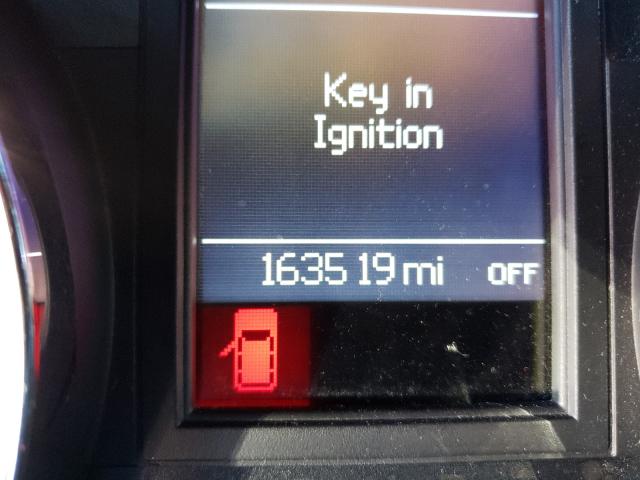 Key in
Ignition
163519 mi OFF